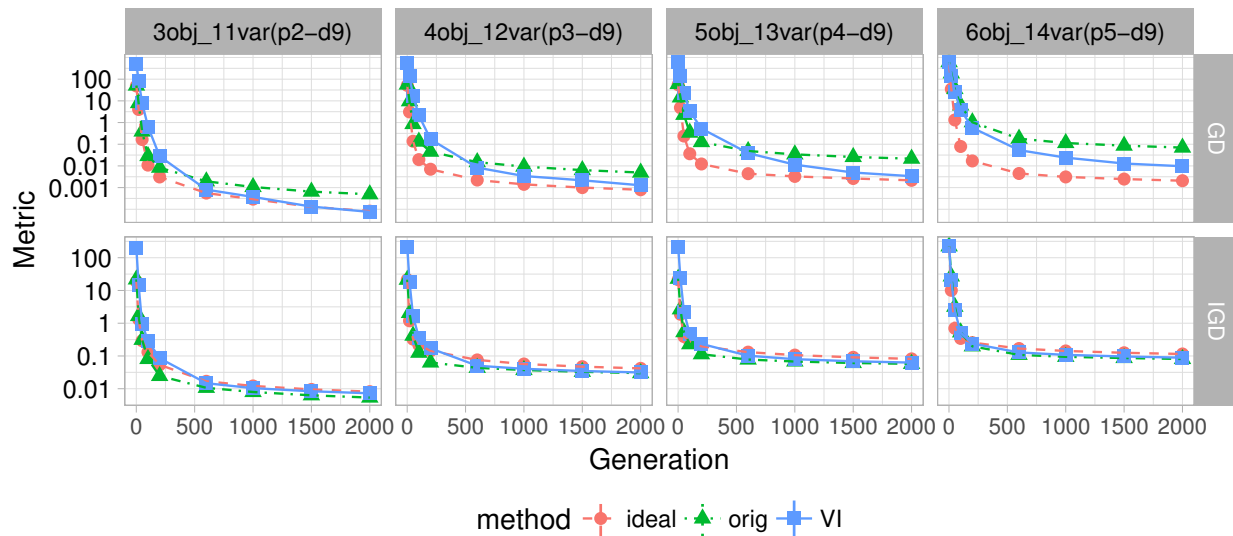 3obj_11var(p2−d9) 4obj_12var(p3−d9) 5obj_13var(p4−d9) 6obj_14var(p5−d9)
Metric
100
10
1
0.1
0.01
0.001
GD
100
10
1
0.1
0.01
IGD
0 500 1000 1500 2000 0 500 1000 1500 2000 0 500 1000 1500 2000 0 500 1000 1500 2000
Generation
method ideal orig VI